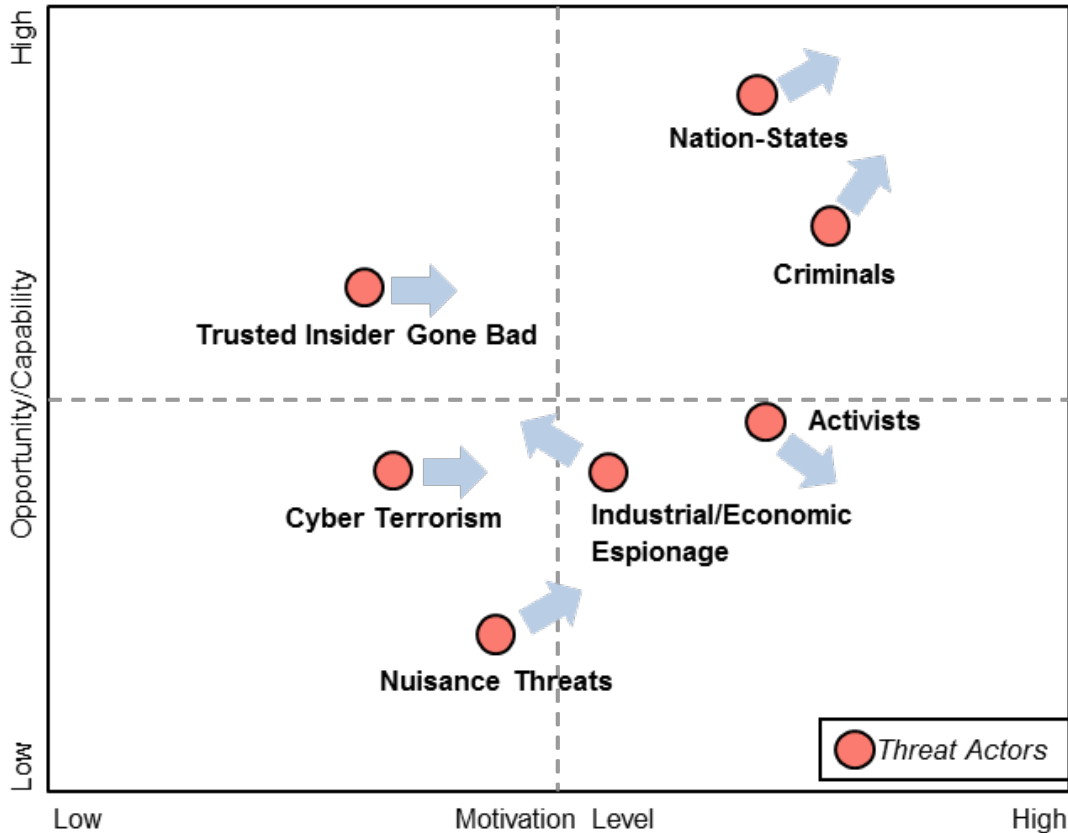 High
Nation-States
Criminals
Trusted Insider Gone Bad
Opportunity/Capability
Activists
Cyber Terrorism
Industrial/Economic
Espionage
Nuisance Threats
Low
Threat Actors
Low
Motivation Level
High